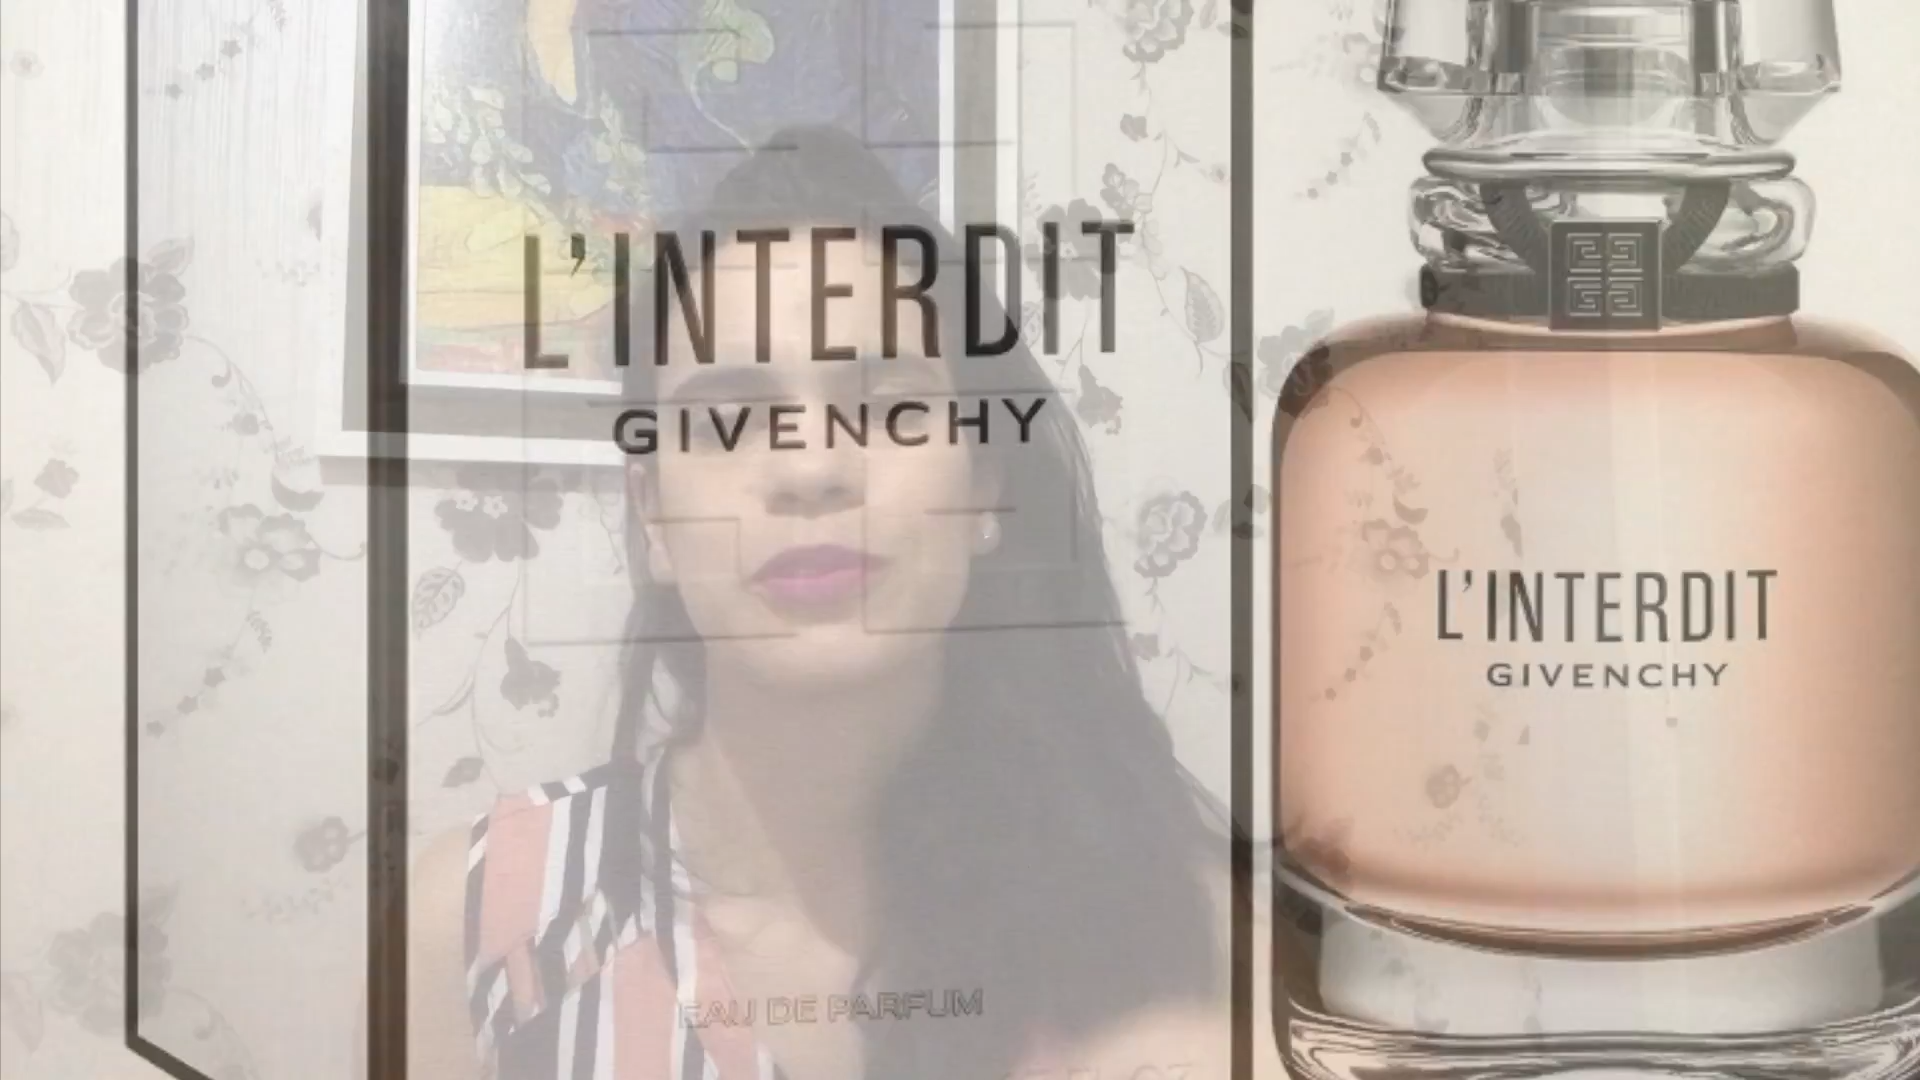 L'INTERDIT
GIVENCHY
EAU DE PARFUM
L'INTERDIT
GIVENCHY